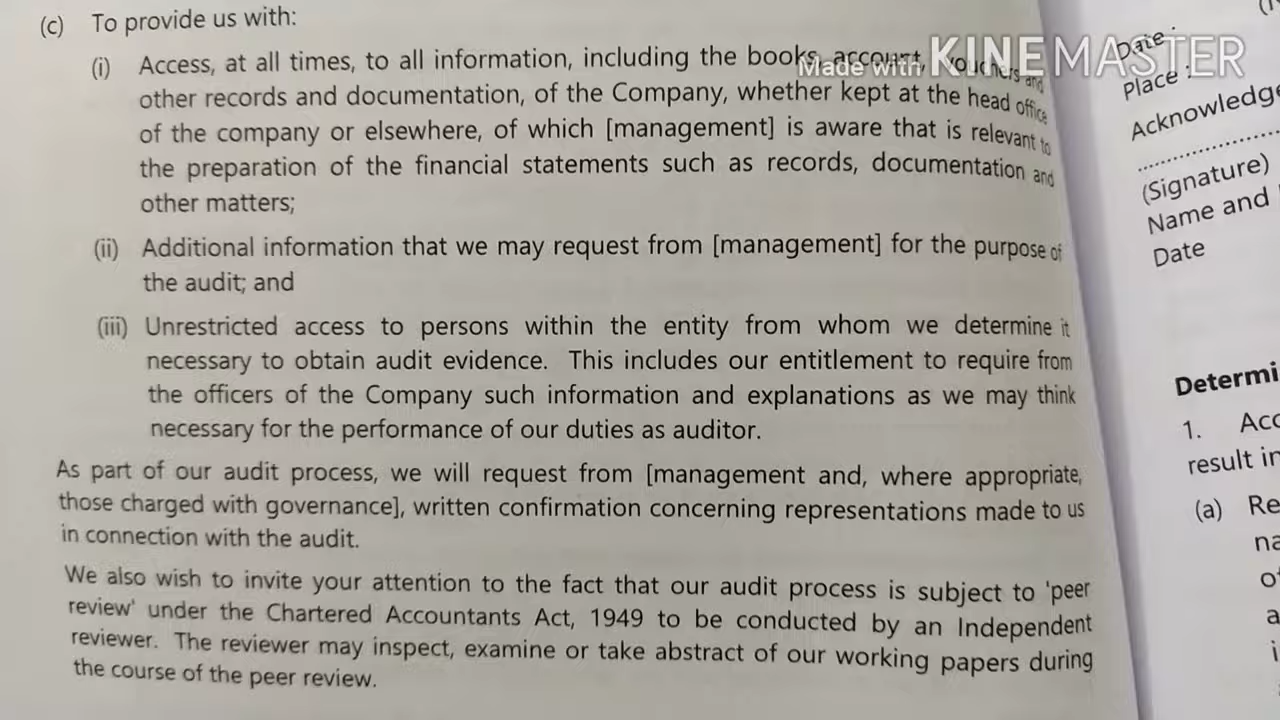 (c) To provide us with:
(i) Access, at all times, to all information, including the books, account, vouchers and
other records and documentation, of the Company, whether kept at the head office
of the company or elsewhere, of which [management] is aware that is relevant to
the preparation of the financial statements such as records, documentation and
other matters;
(ii) Additional information that we may request from [management] for the purpose of
the audit; and
(iii) Unrestricted access to persons within the entity from whom we determine it
necessary to obtain audit evidence. This includes our entitlement to require from
the officers of the Company such information and explanations as we may think
necessary for the performance of our duties as auditor.
As part of our audit process, we will request from [management and, where appropriate,
those charged with governance], written confirmation concerning representations made to us
in connection with the audit.
We also wish to invite your attention to the fact that our audit process is subject to 'peer
review' under the Chartered Accountants Act, 1949 to be conducted by an Independent
reviewer. The reviewer may inspect, examine or take abstract of our working papers during
the course of the peer review.
Made with KINEMASTER
Date :
Place :
Acknowledge
(Signature)
Name and
Date
Determi
1. Acc
result in
(a) Re
na
of
a
i